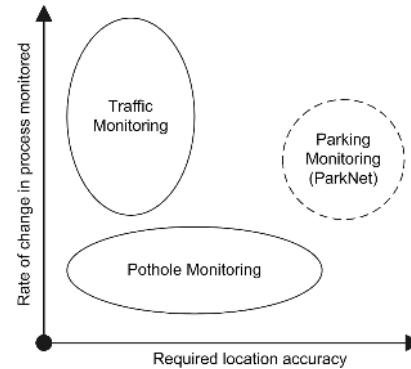 Rate of change in process monitored
Traffic
Monitoring
Parking
Monitoring
(ParkNet)
Pothole Monitoring
Required location accuracy